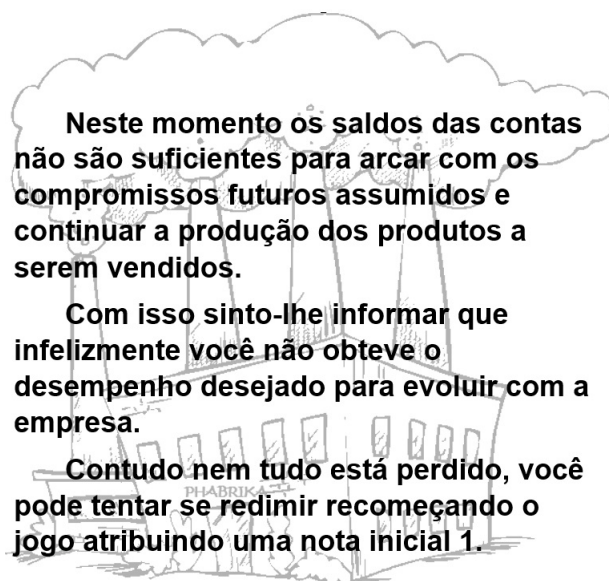 Neste momento os saldos das contas
não são suficientes para arcar com os
compromissos futuros assumidos e
continuar a produção dos produtos a
serem vendidos.
Com isso sinto-lhe informar que
infelizmente você não obteve o
desempenho desejado para evoluir com a
empresa.
Contudo nem tudo está perdido, você
PHABRIKA
pode tentar se redimir recomeçando o
jogo atribuindo uma nota inicial 1.